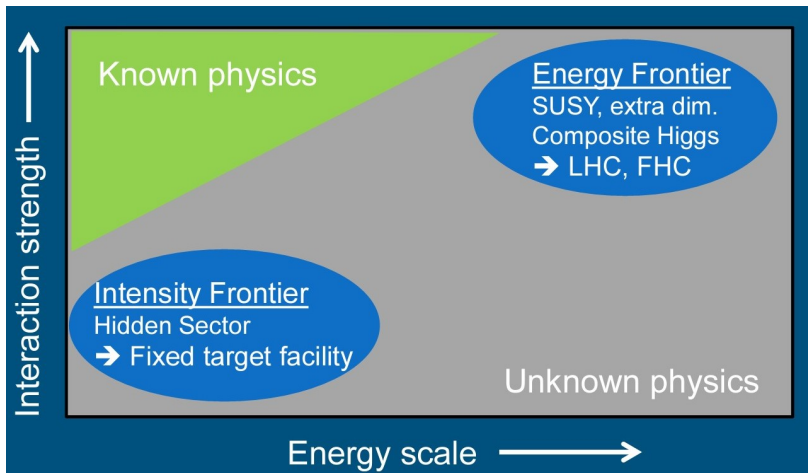 Interaction strength
Known physics
Energy Frontier
SUSY, extra dim.
Composite Higgs
➔ LHC, FHC
Intensity Frontier
Hidden Sector
➔ Fixed target facility
Unknown physics
Energy scale